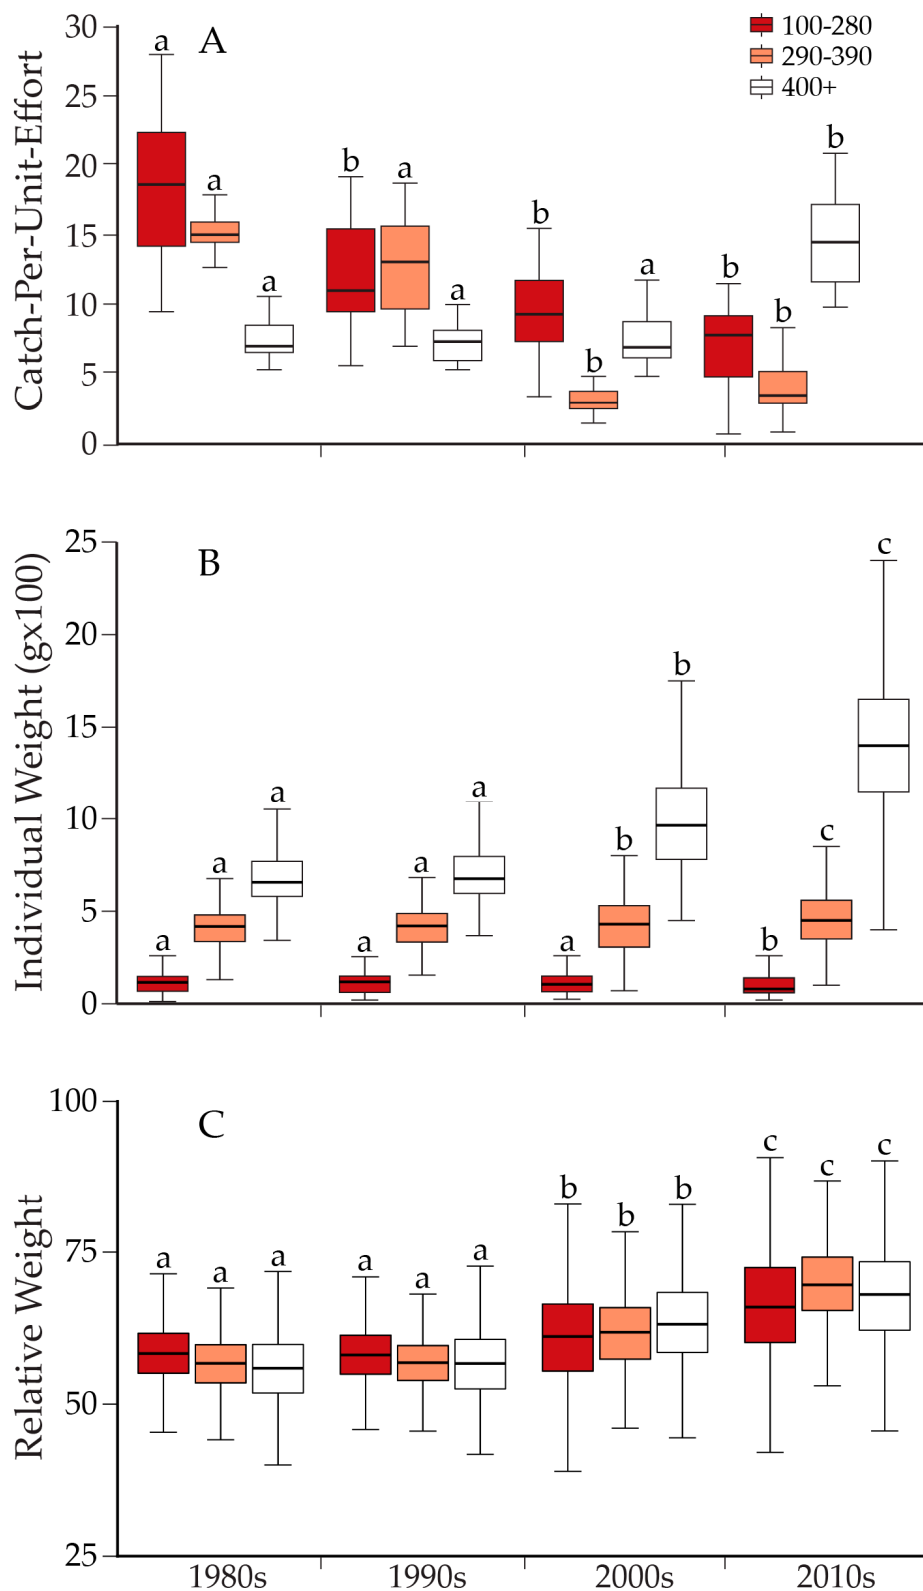 Catch-Per-Unit-Effort
A
100-280
290-390
400+
30
25
20
15
10
5
0
a
a
a
b
a
a
b
b
a
b
b
b
Individual Weight (gx100)
B
25
20
15
10
5
0
a
a
a
a
a
a
a
b
b
b
c
c
Relative Weight
C
100
75
50
25
a
a
a
a
a
a
b
b
b
c
c
c
1980s
1990s
2000s
2010s